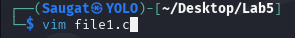 ┌──(Saugat㉿YOLO)-[~/Desktop/Lab5]
└─$ vim file1.c